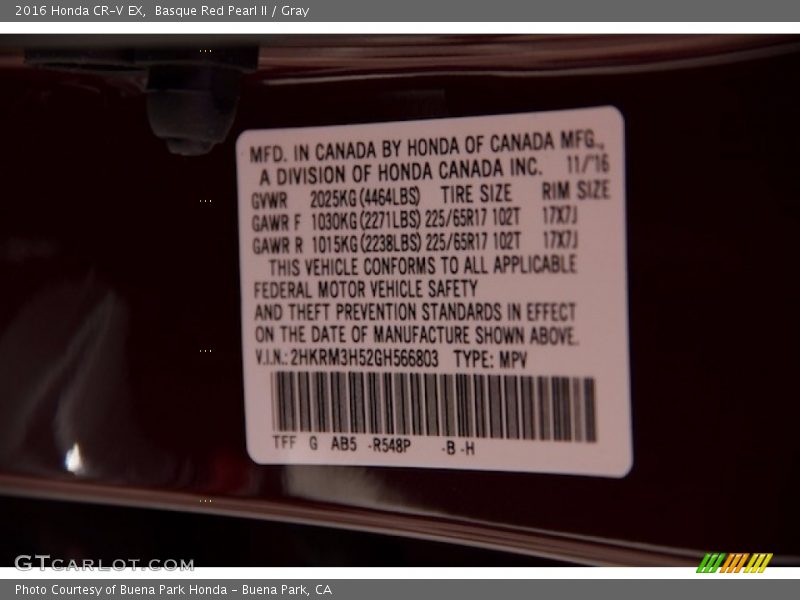 2016 Honda CR-V EX, Basque Red Pearl II / Gray
MFD. IN CANADA BY HONDA OF CANADA MFG.,
A DIVISION OF HONDA CANADA INC. 11/'16
GVWR 2025KG(4464LBS) TIRE SIZE RIM SIZE
GAWR F 1030KG(2271LBS) 225/65R17 102T 17X7J
GAWR R 1015KG(2238LBS) 225/65R17 102T 17X7J
THIS VEHICLE CONFORMS TO ALL APPLICABLE
FEDERAL MOTOR VEHICLE SAFETY
AND THEFT PREVENTION STANDARDS IN EFFECT
ON THE DATE OF MANUFACTURE SHOWN ABOVE.
V.I.N.: 2HKRM3H52GH566803 TYPE: MPV
TFF G AB5 -R548P -B -H
GTCARLOT.COM
Photo Courtesy of Buena Park Honda - Buena Park, CA